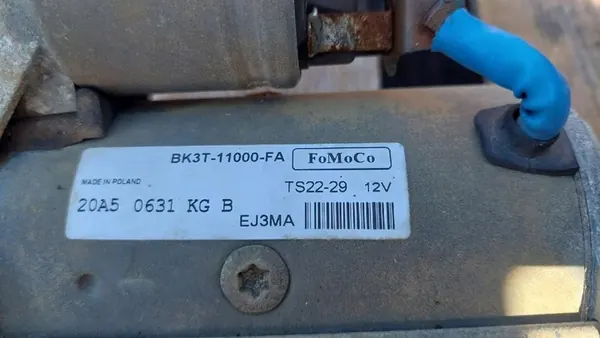 BK3T-11000-FA FoMoCo
MADE IN POLAND TS22-29 12V
20A5 0631 KG B
EJ3MA